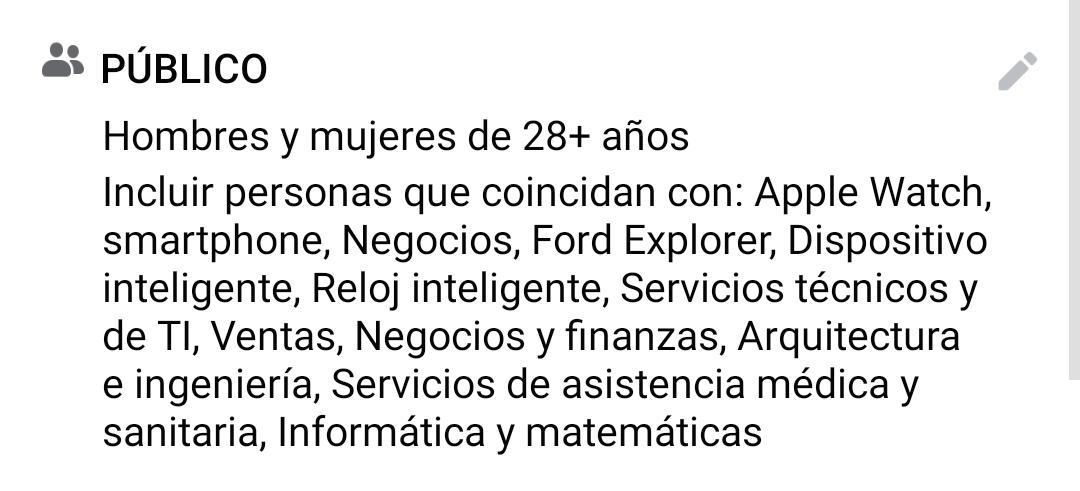 PÚBLICO
Hombres y mujeres de 28+ años
Incluir personas que coincidan con: Apple Watch,
smartphone, Negocios, Ford Explorer, Dispositivo
inteligente, Reloj inteligente, Servicios técnicos y
de TI, Ventas, Negocios y finanzas, Arquitectura
e ingeniería, Servicios de asistencia médica y
sanitaria, Informática y matemáticas